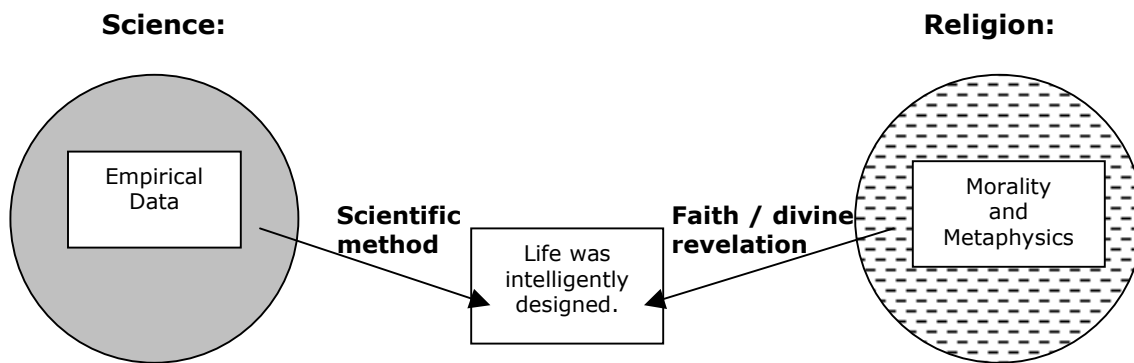 Science:
Religion:
Empirical
Data
Scientific
method
Life was
intelligently
designed.
Faith / divine
revelation
Morality
and
Metaphysics